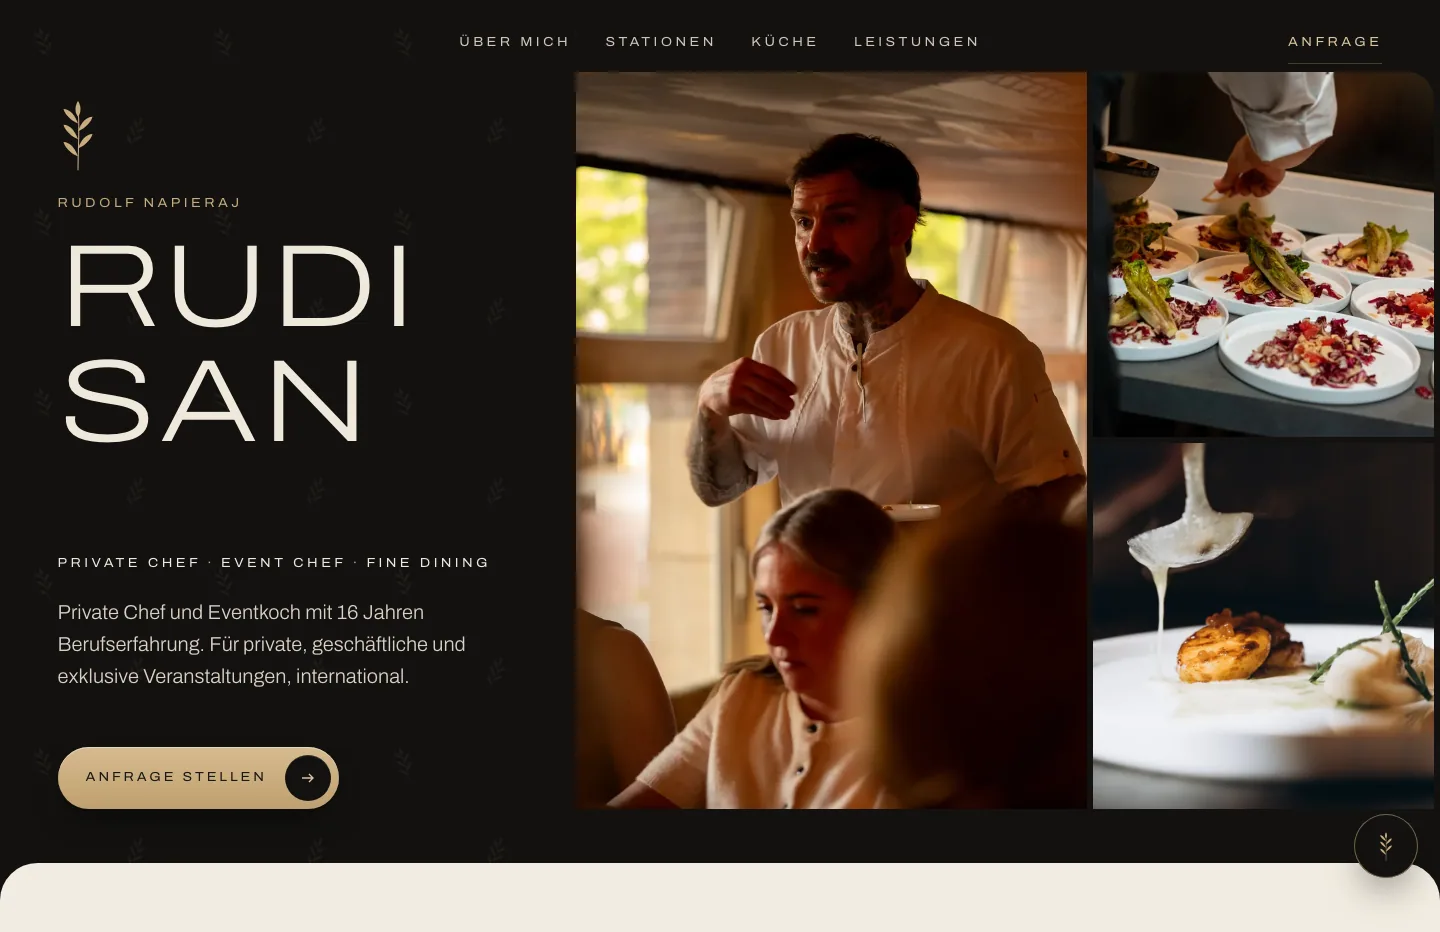 ÜBER MICH STATIONEN KÜCHE LEISTUNGEN ANFRAGE
RUDOLF NAPIERAJ
RUDI
SAN
PRIVATE CHEF · EVENT CHEF · FINE DINING
Private Chef und Eventkoch mit 16 Jahren
Berufserfahrung. Für private, geschäftliche und
exklusive Veranstaltungen, international.
ANFRAGE STELLEN